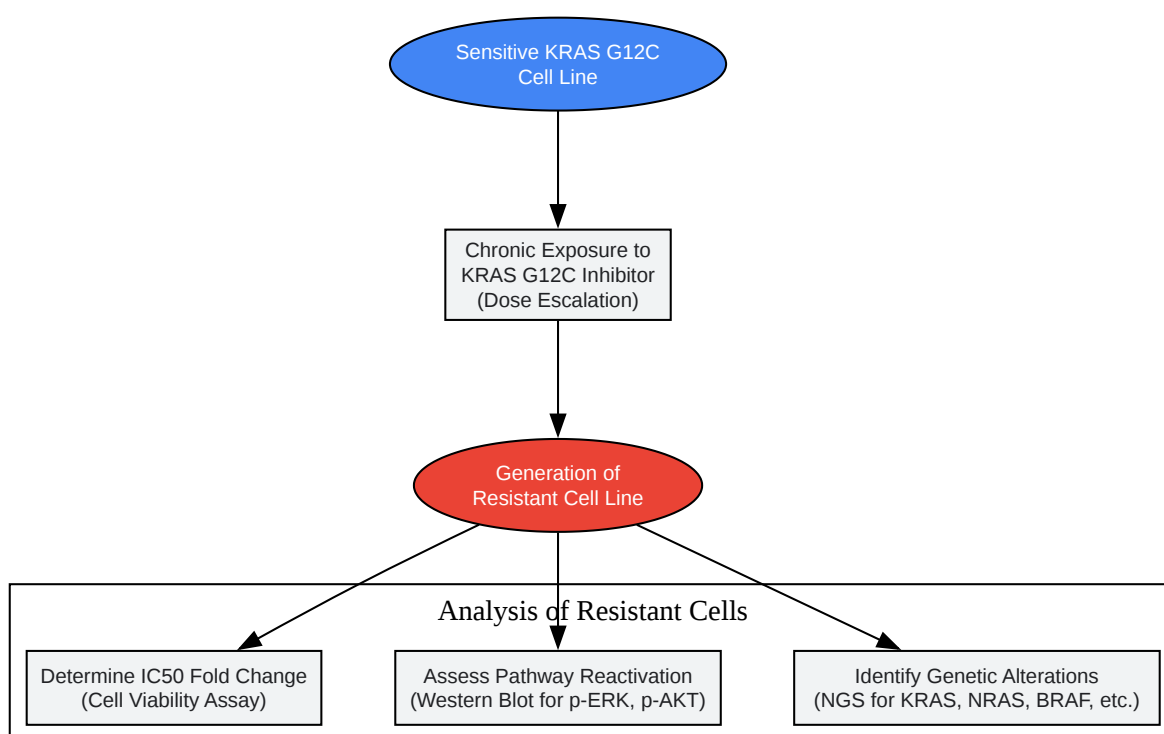 Sensitive KRAS G12C
Cell Line
Chronic Exposure to
KRAS G12C Inhibitor
(Dose Escalation)
Generation of
Resistant Cell Line
Analysis of Resistant Cells
Determine IC50 Fold Change
(Cell Viability Assay)
Assess Pathway Reactivation
(Western Blot for p-ERK, p-AKT)
Identify Genetic Alterations
(NGS for KRAS, NRAS, BRAF, etc.)